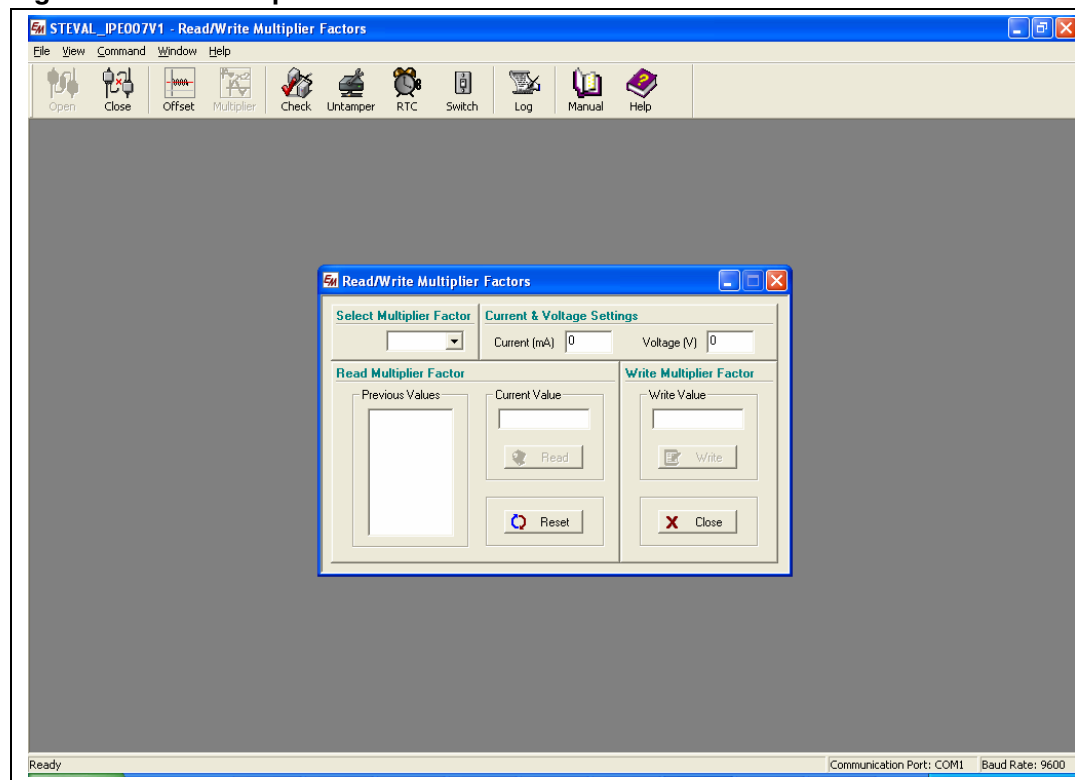 STEVAL_IPE007V1 - Read/Write Multiplier Factors
File View Command Window Help
Open Close Offset Multiplier Check Untamper RTC Switch Log Manual Help
Read/Write Multiplier Factors
Select Multiplier Factor Current & Voltage Settings
Current (mA) 0 Voltage (V) 0
Read Multiplier Factor Write Multiplier Factor
Previous Values Current Value Write Value
Read Write
Reset Close
Ready Communication Port: COM1 Baud Rate: 9600